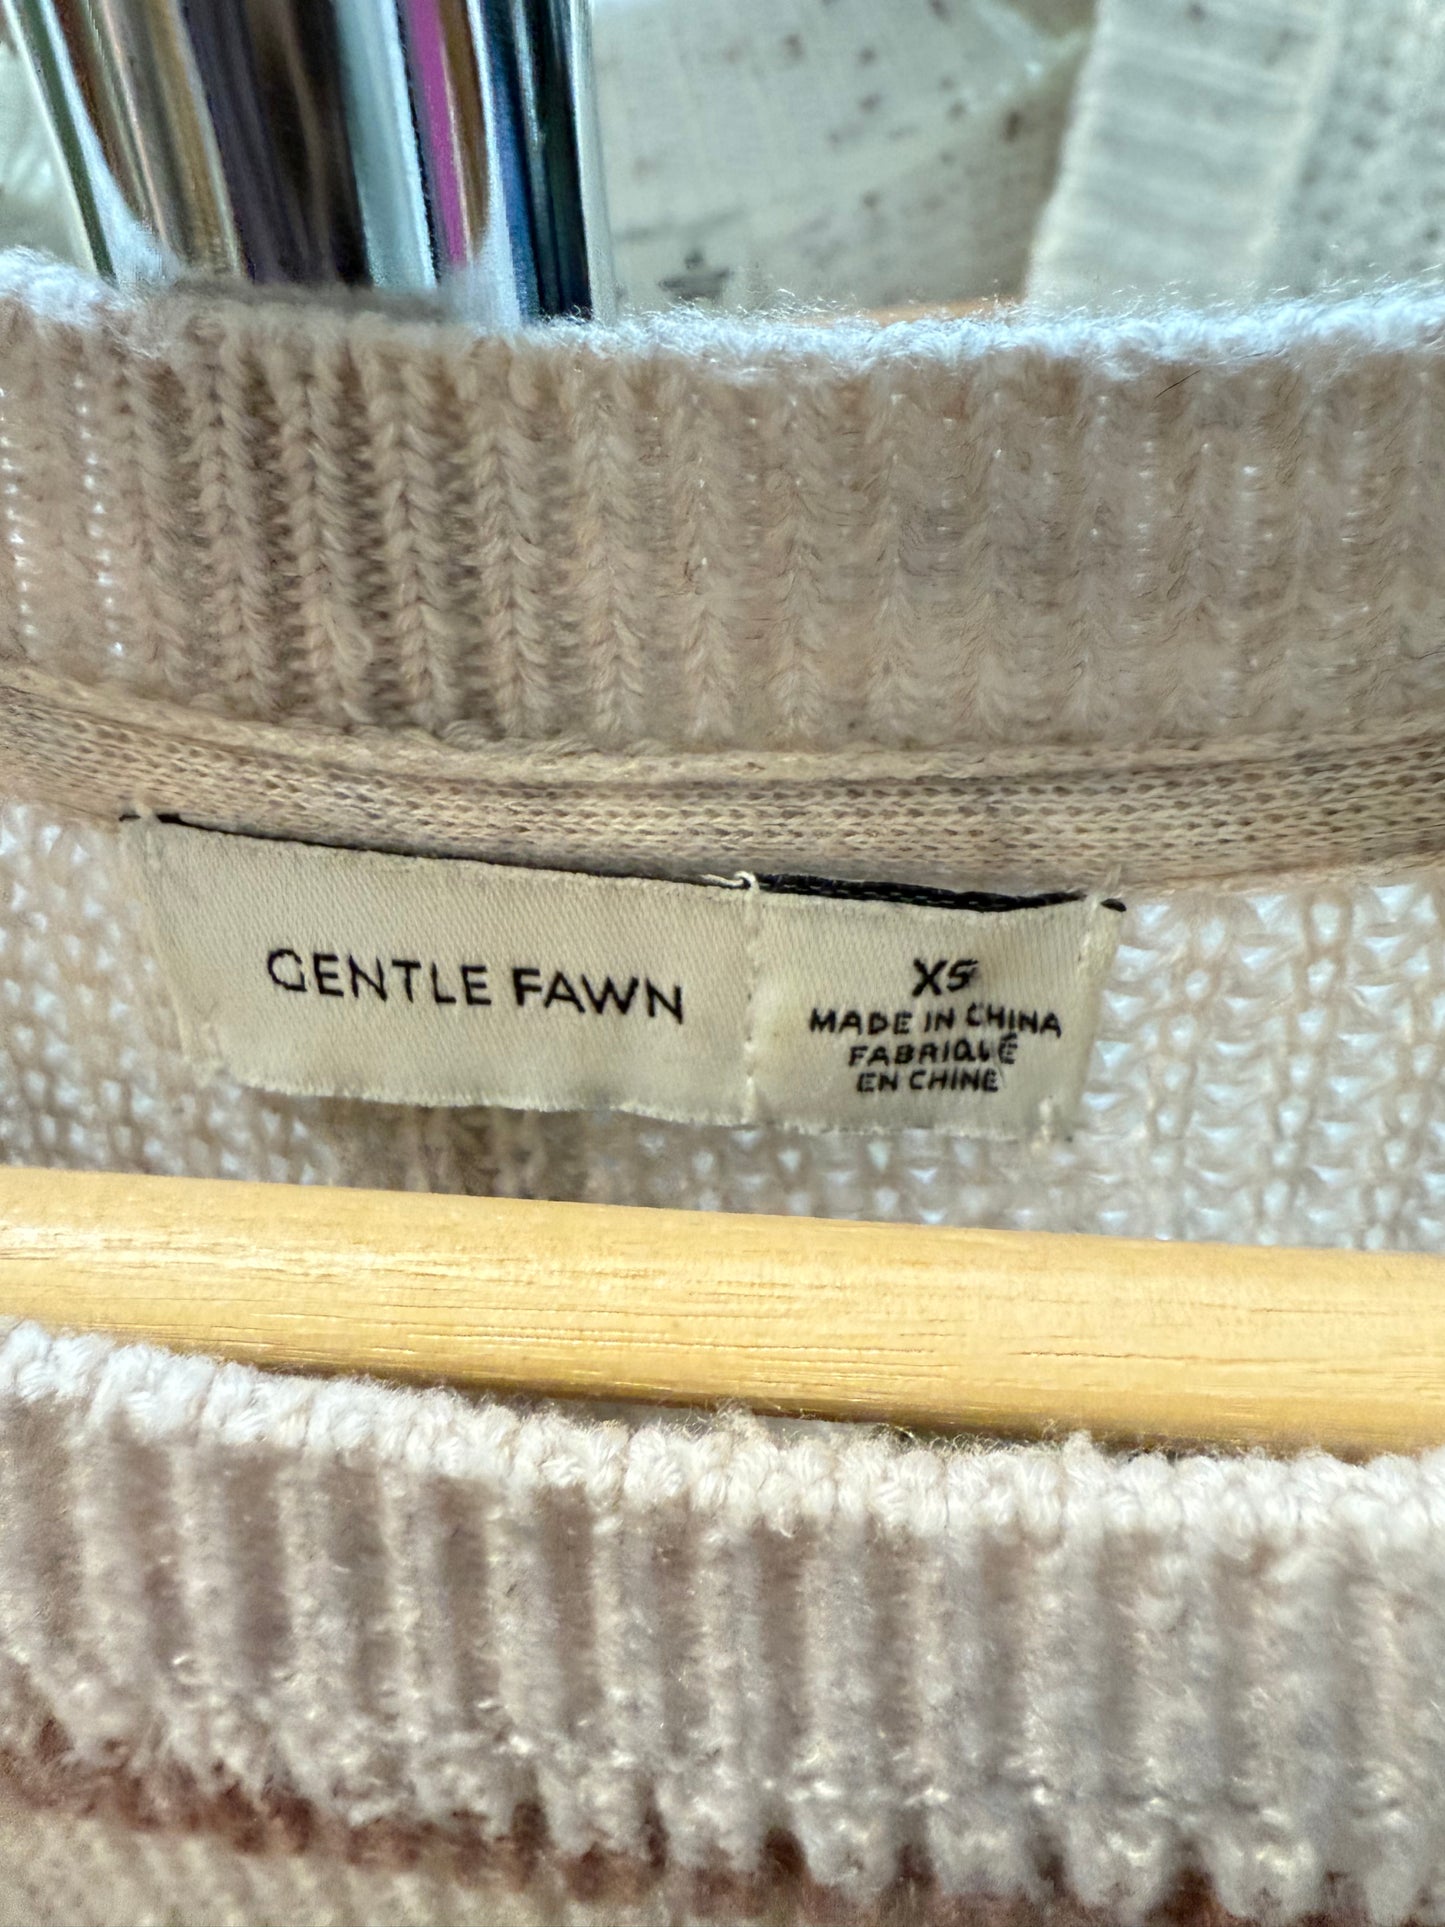 GENTLE FAWN
XS
MADE IN CHINA
FABRIQUÉ
EN CHINE